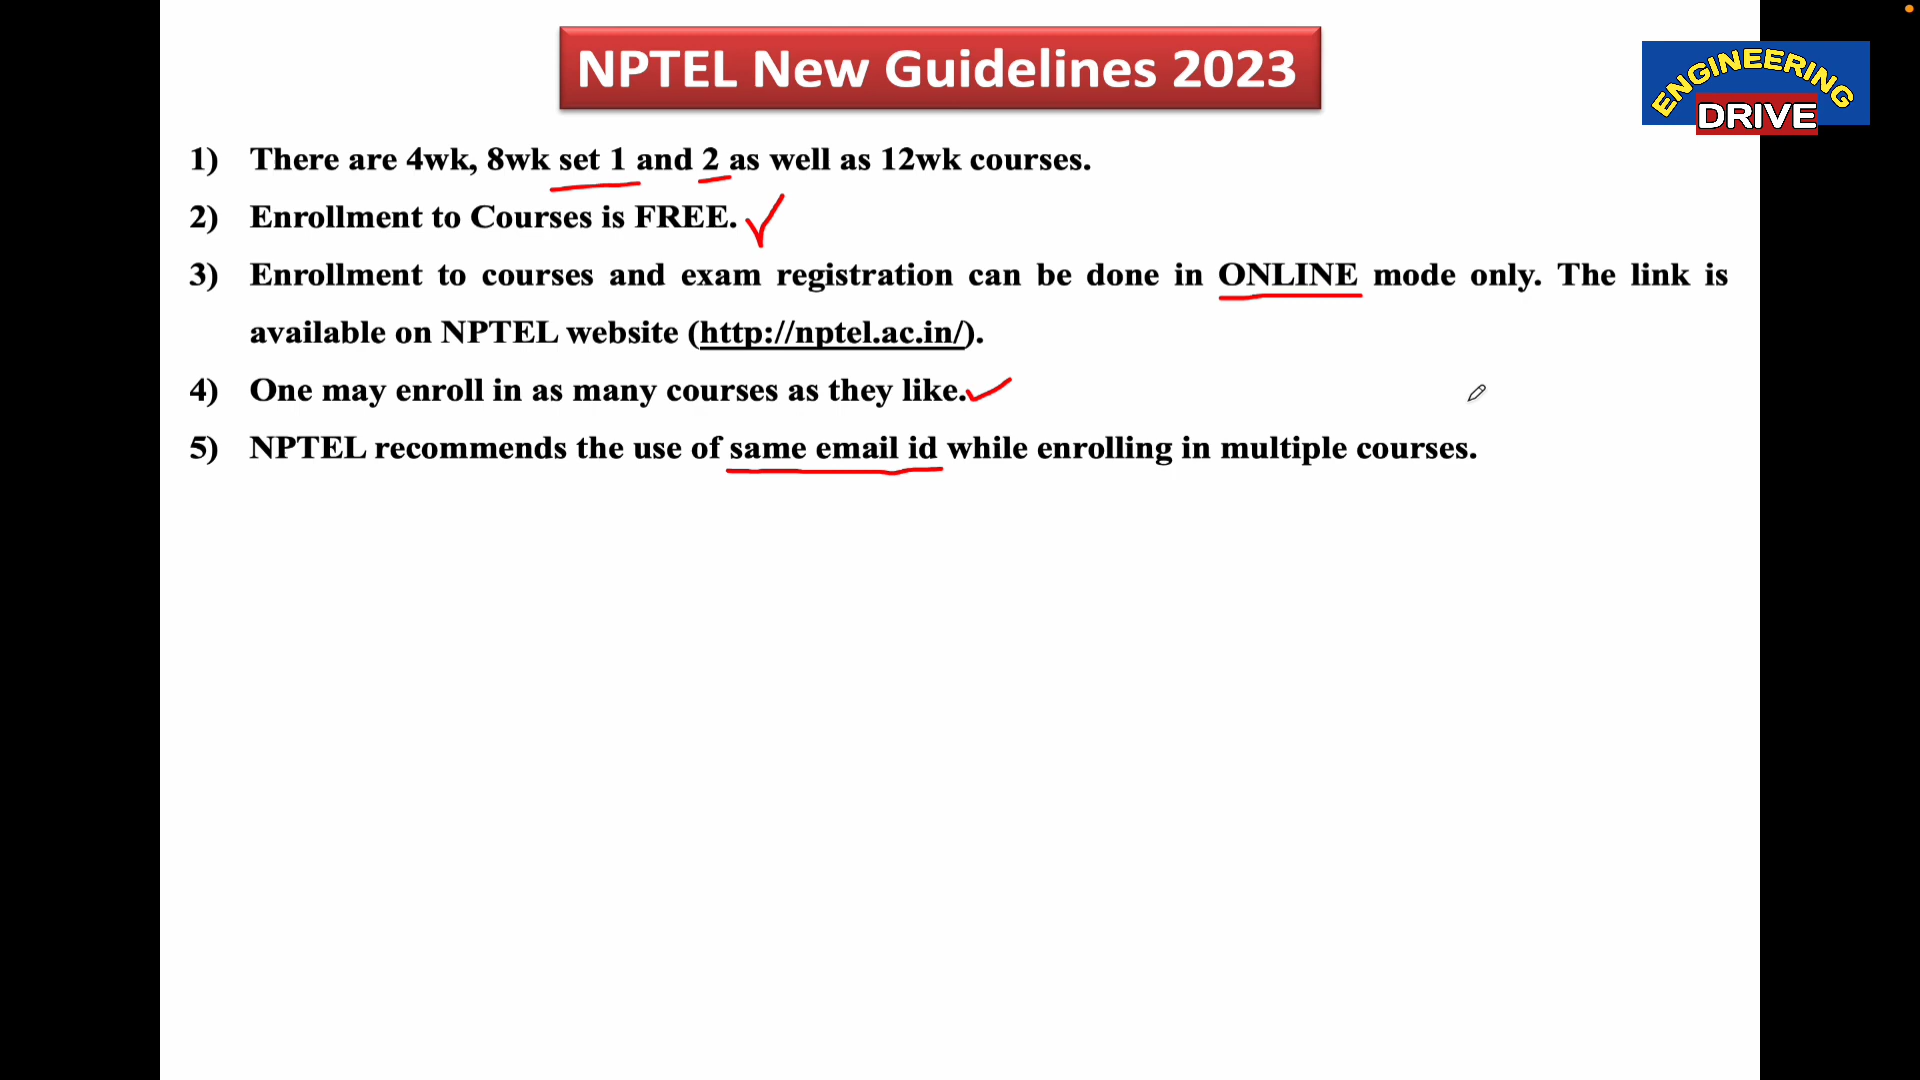 NPTEL New Guidelines 2023
ENGINEERING
DRIVE
1) There are 4wk, 8wk set 1 and 2 as well as 12wk courses.
2) Enrollment to Courses is FREE.
3) Enrollment to courses and exam registration can be done in ONLINE mode only. The link is
available on NPTEL website (http://nptel.ac.in/).
4) One may enroll in as many courses as they like.
5) NPTEL recommends the use of same email id while enrolling in multiple courses.